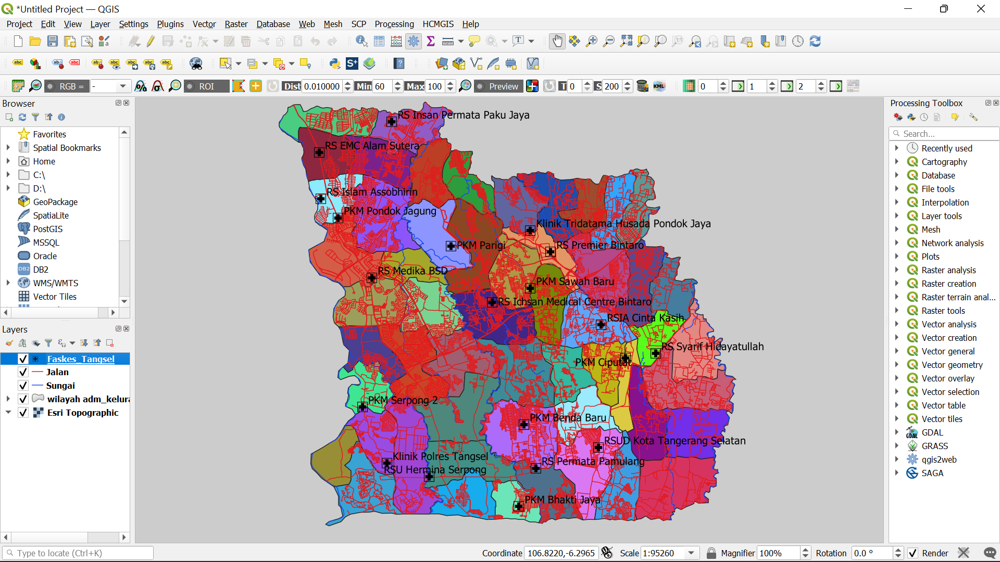 *Untitled Project — QGIS
Project Edit View Layer Settings Plugins Vector Raster Database Web Mesh SCP Processing HCMGIS Help
RGB = - ROI Dist 0.010000 Min 60 Max 100 Preview T 0 S 200 KML 0 1 2
Browser
Favorites
Spatial Bookmarks
Home
C:\
D:\
GeoPackage
SpatiaLite
PostGIS
MSSQL
Oracle
DB2
WMS/WMTS
Vector Tiles
Layers
Faskes_Tangsel
Jalan
Sungai
wilayah adm_kelura
Esri Topographic
RS Insan Permata Paku Jaya
RS EMC Alam Sutera
RS Islam Assobhirin
PKM Pondok Jagung
Klinik Tridatama Husada Pondok Jaya
PKM Parigi
RS Premier Bintaro
RS Medika BSD
PKM Sawah Baru
RS Ichsan Medical Centre Bintaro
RSIA Cinta Kasih
RS Syarif Hidayatullah
PKM Ciputat
PKM Serpong 2
PKM Benda Baru
RSUD Kota Tangerang Selatan
Klinik Polres Tangsel
RS Permata Pamulang
RSU Hermina Serpong
PKM Bhakti Jaya
Processing Toolbox
Search...
Recently used
Cartography
Database
File tools
Interpolation
Layer tools
Mesh
Network analysis
Plots
Raster analysis
Raster creation
Raster terrain anal...
Raster tools
Vector analysis
Vector creation
Vector general
Vector geometry
Vector overlay
Vector selection
Vector table
Vector tiles
GDAL
GRASS
qgis2web
SAGA
Type to locate (Ctrl+K)
Coordinate 106.8220,-6.2965 Scale 1:95260 Magnifier 100% Rotation 0.0 ° Render